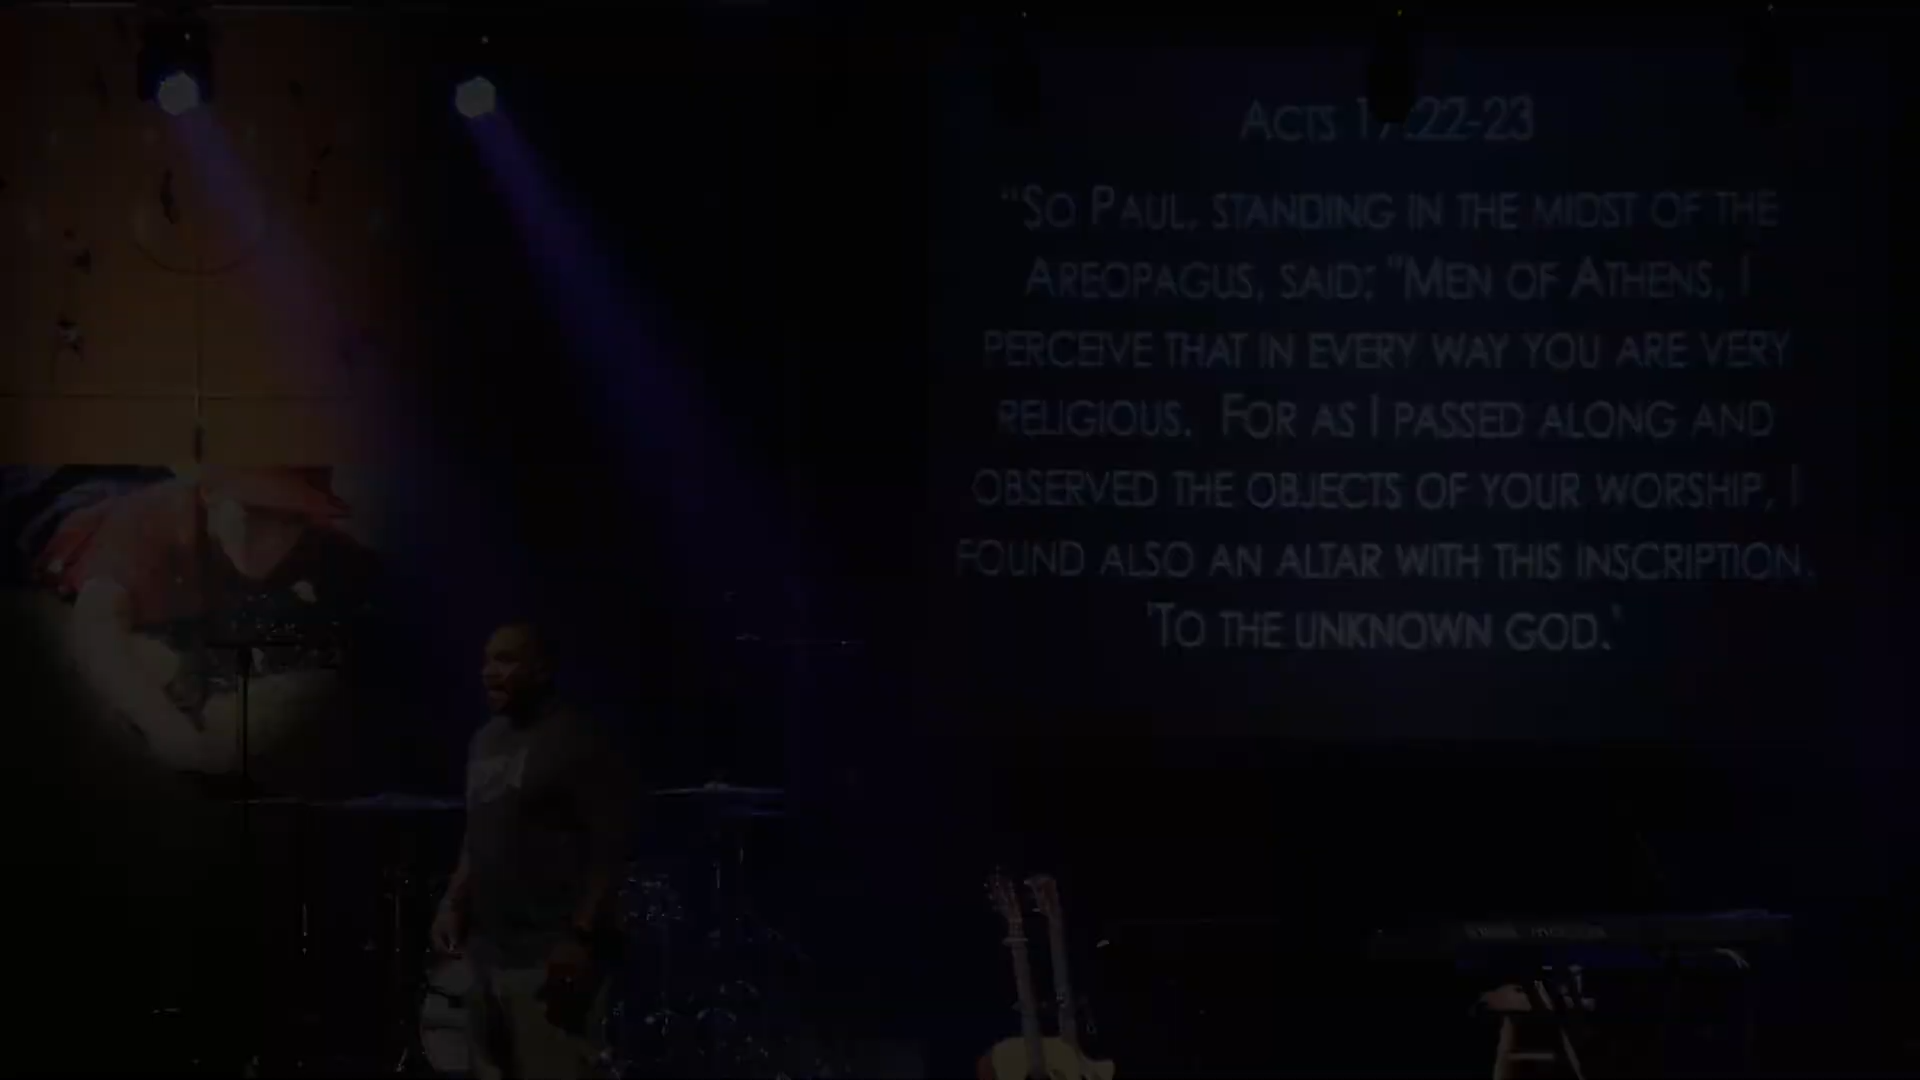 Acts 17:22-23
"So Paul, standing in the midst of the
Areopagus, said: "Men of Athens, I
perceive that in every way you are very
religious.  For as I passed along and
observed the objects of your worship, I
found also an altar with this inscription,
'To the unknown god.'